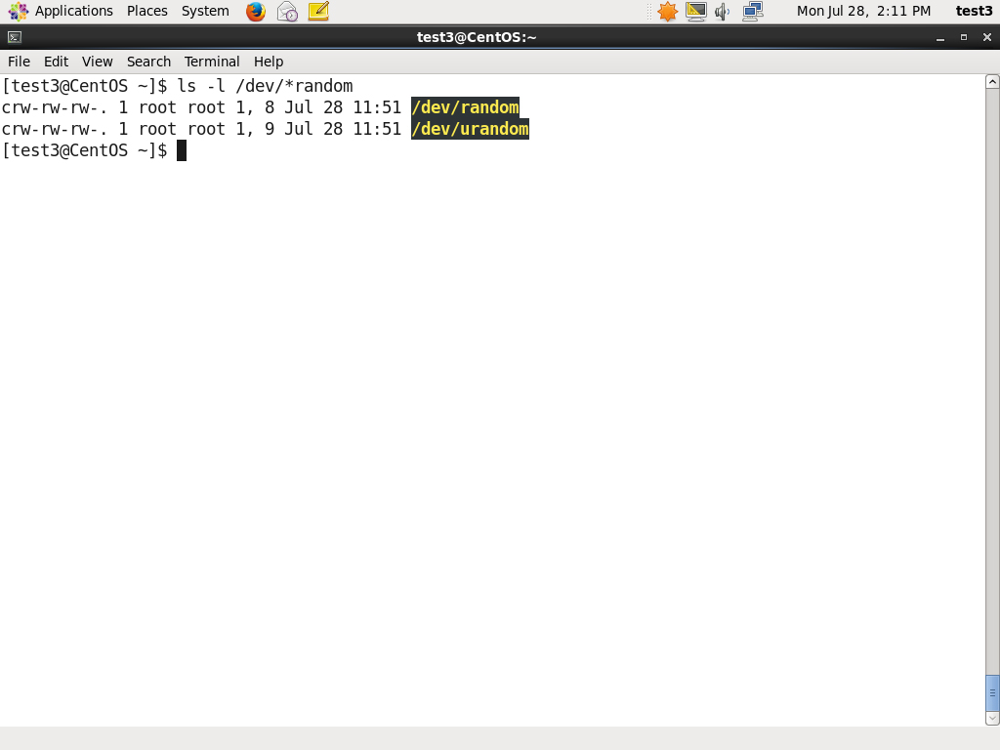 Applications Places System Mon Jul 28, 2:11 PM test3
test3@CentOS:~
File Edit View Search Terminal Help
[test3@CentOS ~]$ ls -l /dev/*random
crw-rw-rw-. 1 root root 1, 8 Jul 28 11:51 /dev/random
crw-rw-rw-. 1 root root 1, 9 Jul 28 11:51 /dev/urandom
[test3@CentOS ~]$